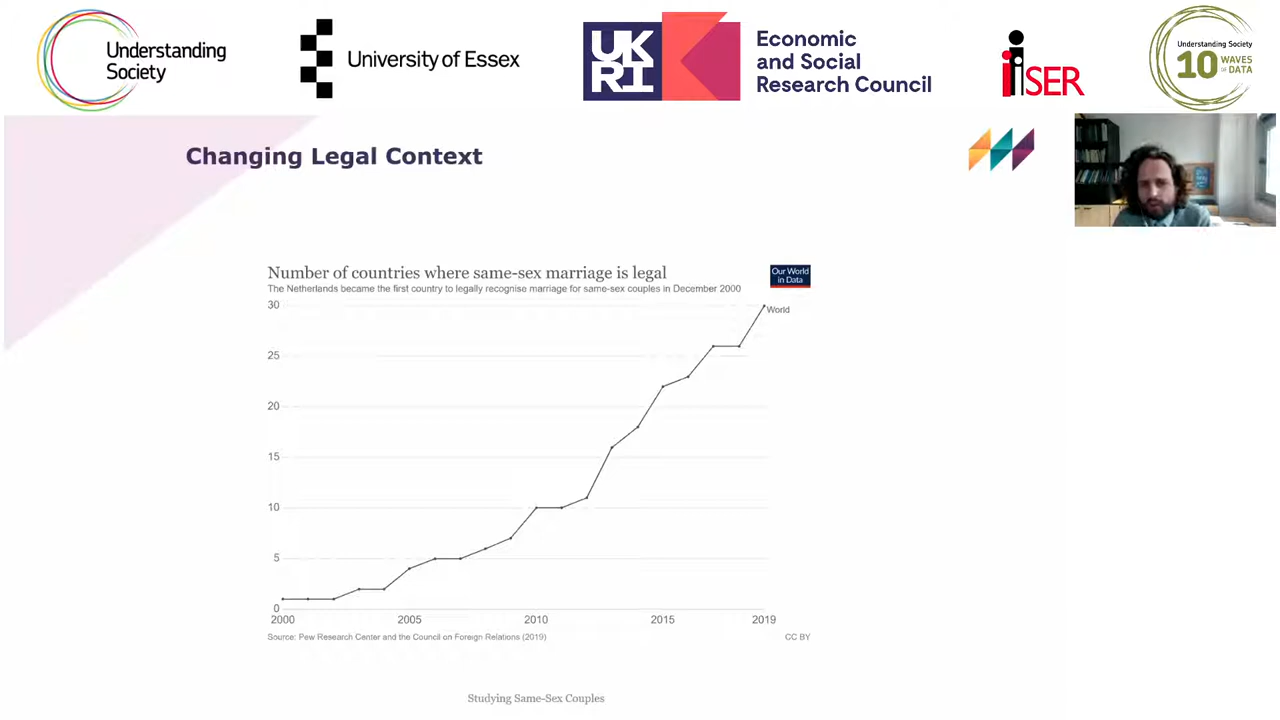 Understanding
Society
University of Essex
UK
RI
Economic
and Social
Research Council
iSER
Understanding Society
10 WAVES
OF DATA
Changing Legal Context
Number of countries where same-sex marriage is legal
The Netherlands became the first country to legally recognise marriage for same-sex couples in December 2000
Our World
in Data
30
World
25
20
15
10
5
0
2000 2005 2010 2015 2019
Source: Pew Research Center and the Council on Foreign Relations (2019) CC BY
Studying Same-Sex Couples